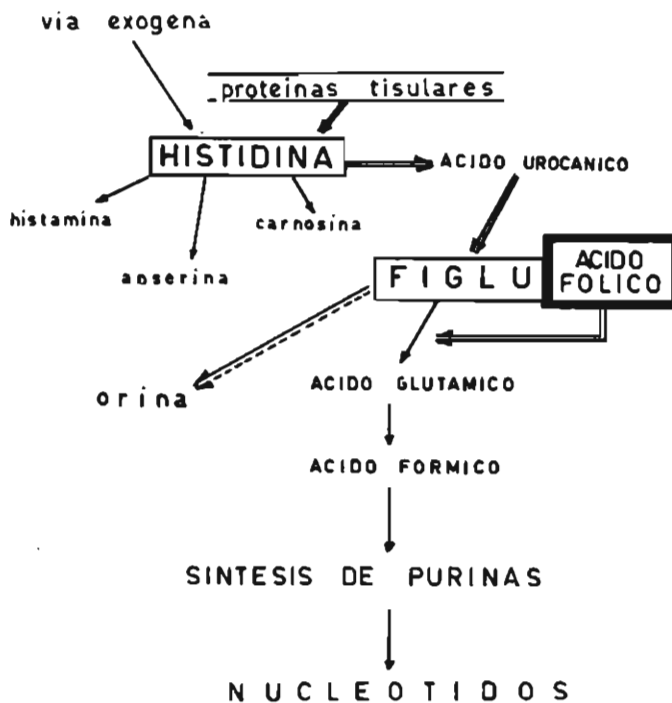 via exogena
proteinas tisulares
HISTIDINA
ACIDO UROCANICO
histamina
carnosina
anserina
FIGLU
ACIDO
FOLICO
orina
ACIDO GLUTAMICO
ACIDO FORMICO
SINTESIS DE PURINAS
NUCLEOTIDOS